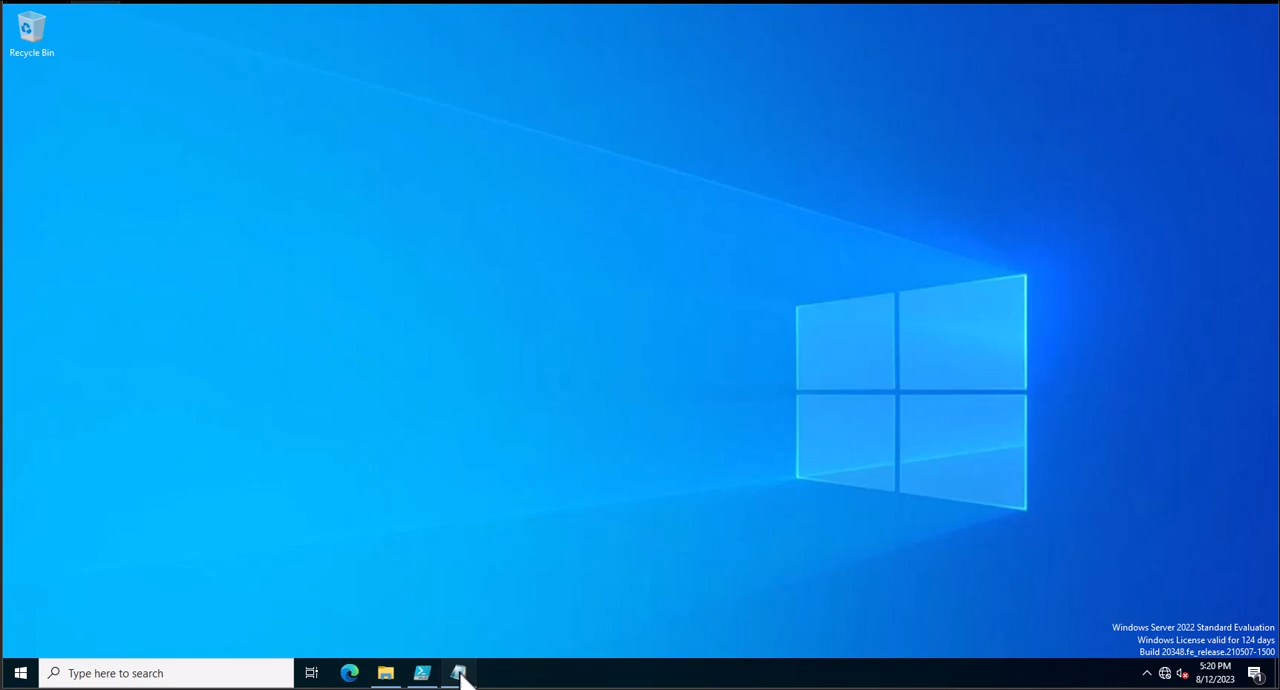 Recycle Bin
Windows Server 2022 Standard Evaluation
Windows License valid for 124 days
Build 20348.fe_release.210507-1500
Type here to search
5:20 PM
8/12/2023
1